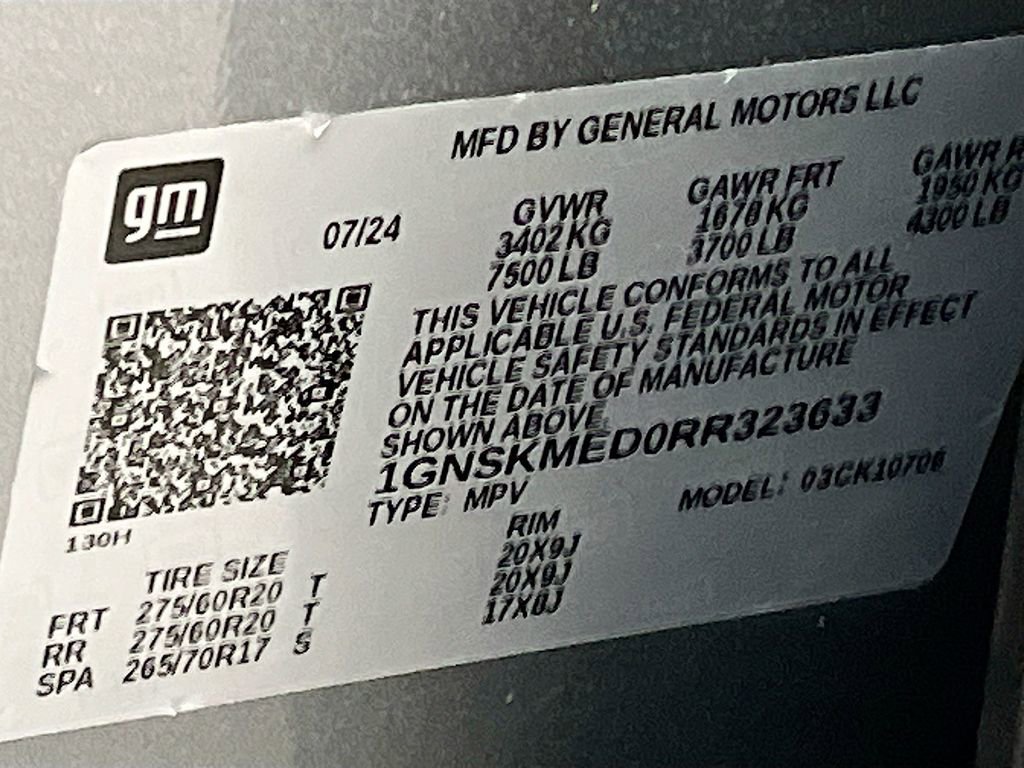 gm
MFD BY GENERAL MOTORS LLC
07/24
GVWR
3402 KG
7500 LB
GAWR FRT
1678 KG
3700 LB
GAWR R
1950 KG
4300 LB
THIS VEHICLE CONFORMS TO ALL
APPLICABLE U.S. FEDERAL MOTOR
VEHICLE SAFETY STANDARDS IN EFFECT
ON THE DATE OF MANUFACTURE
SHOWN ABOVE.
1GNSKMED0RR323633
TYPE: MPV MODEL: 03CK10706
130H
TIRE SIZE RIM
FRT 275/60R20 T 20X9J
RR 275/60R20 T 20X9J
SPA 265/70R17 S 17X8J